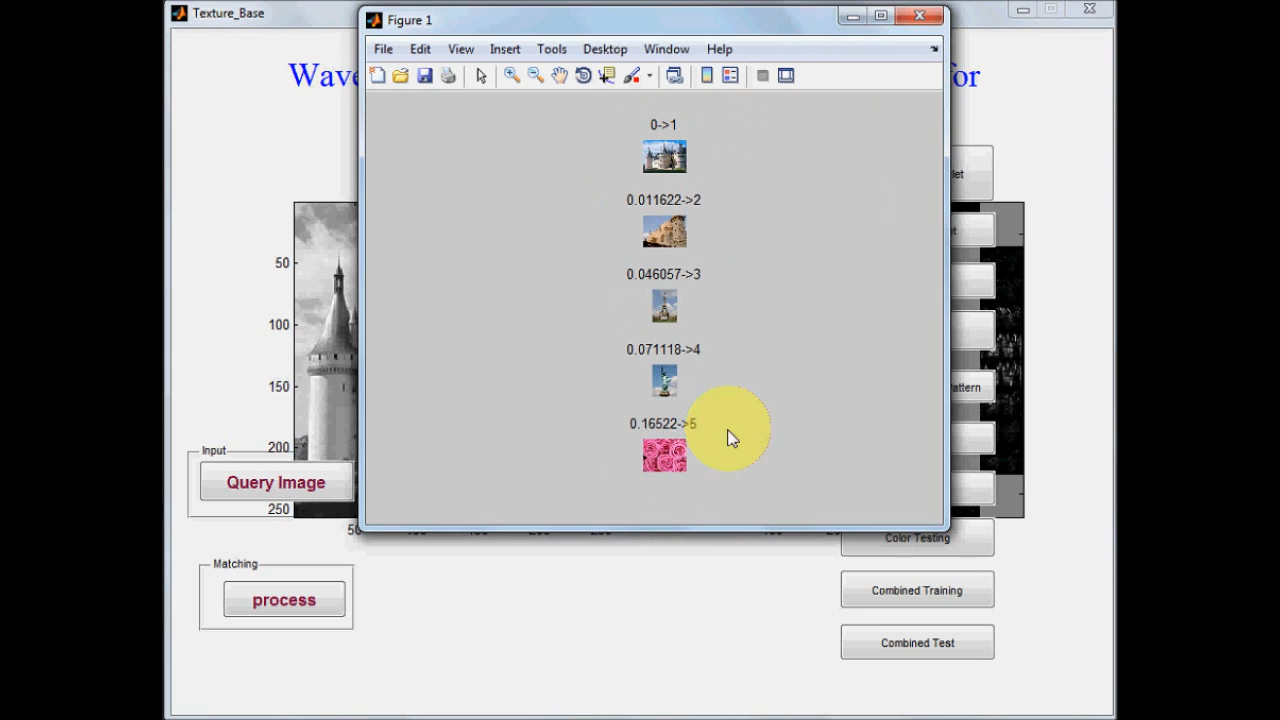 Texture_Base
Figure 1
File Edit View Insert Tools Desktop Window Help
for
0->1
0.011622->2
0.046057->3
0.071118->4
0.16522->5
50
100
150
200
250
Input
Query Image
Matching
process
Color Testing
Combined Training
Combined Test